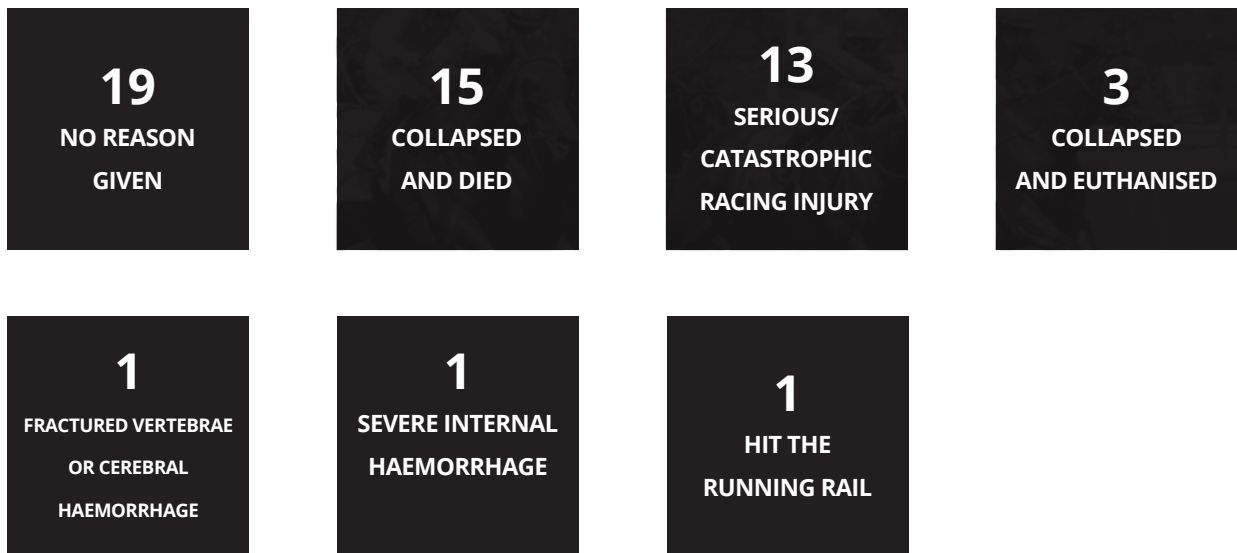 19
NO REASON
GIVEN
15
COLLAPSED
AND DIED
13
SERIOUS/
CATASTROPHIC
RACING INJURY
3
COLLAPSED
AND EUTHANISED
1
FRACTURED VERTEBRAE
OR CEREBRAL
HAEMORRHAGE
1
SEVERE INTERNAL
HAEMORRHAGE
1
HIT THE
RUNNING RAIL